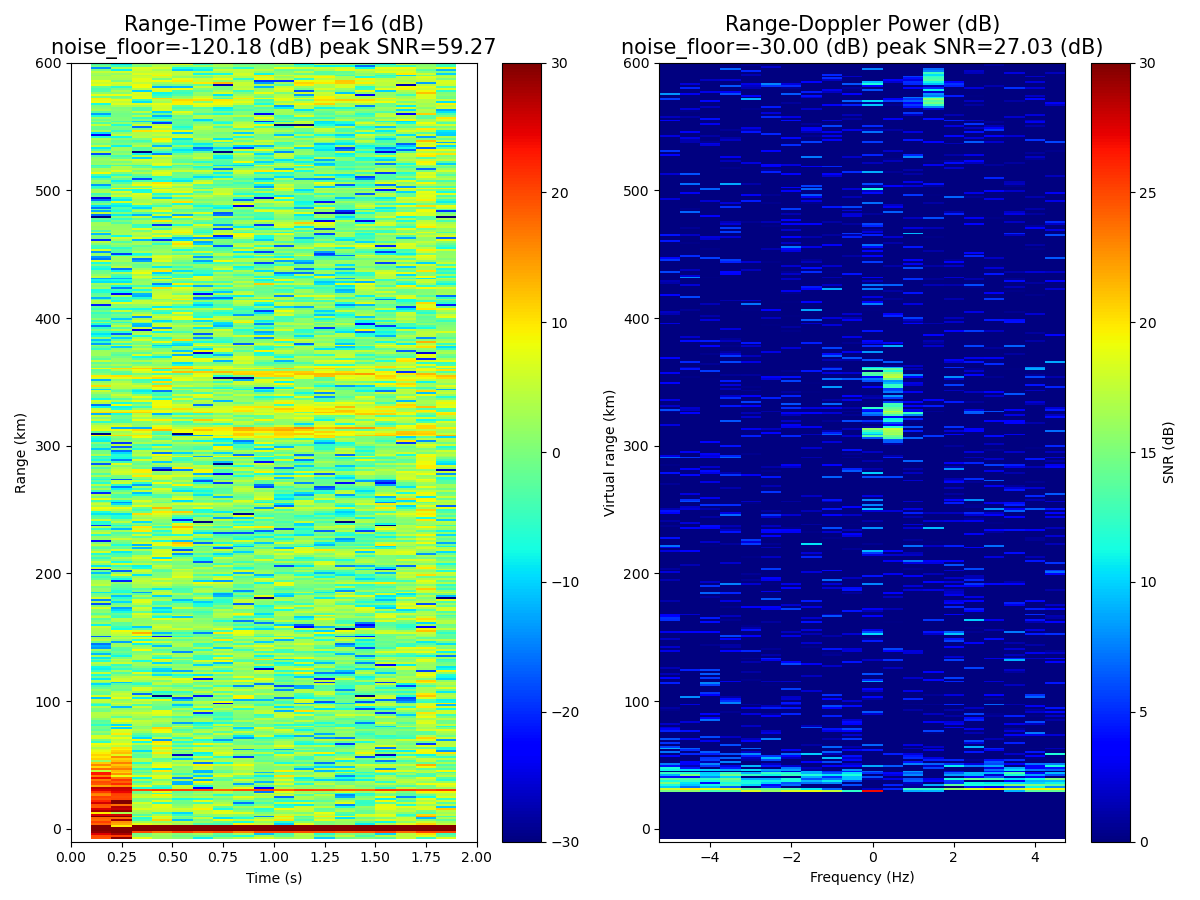 Range-Time Power f=16 (dB)
noise_floor=-120.18 (dB) peak SNR=59.27
Range (km)
600
500
400
300
200
100
0
0.00 0.25 0.50 0.75 1.00 1.25 1.50 1.75 2.00
Time (s)
30
20
10
0
−10
−20
−30
Range-Doppler Power (dB)
noise_floor=-30.00 (dB) peak SNR=27.03 (dB)
Virtual range (km)
600
500
400
300
200
100
0
−4 −2 0 2 4
Frequency (Hz)
30
25
20
15
10
5
0
SNR (dB)